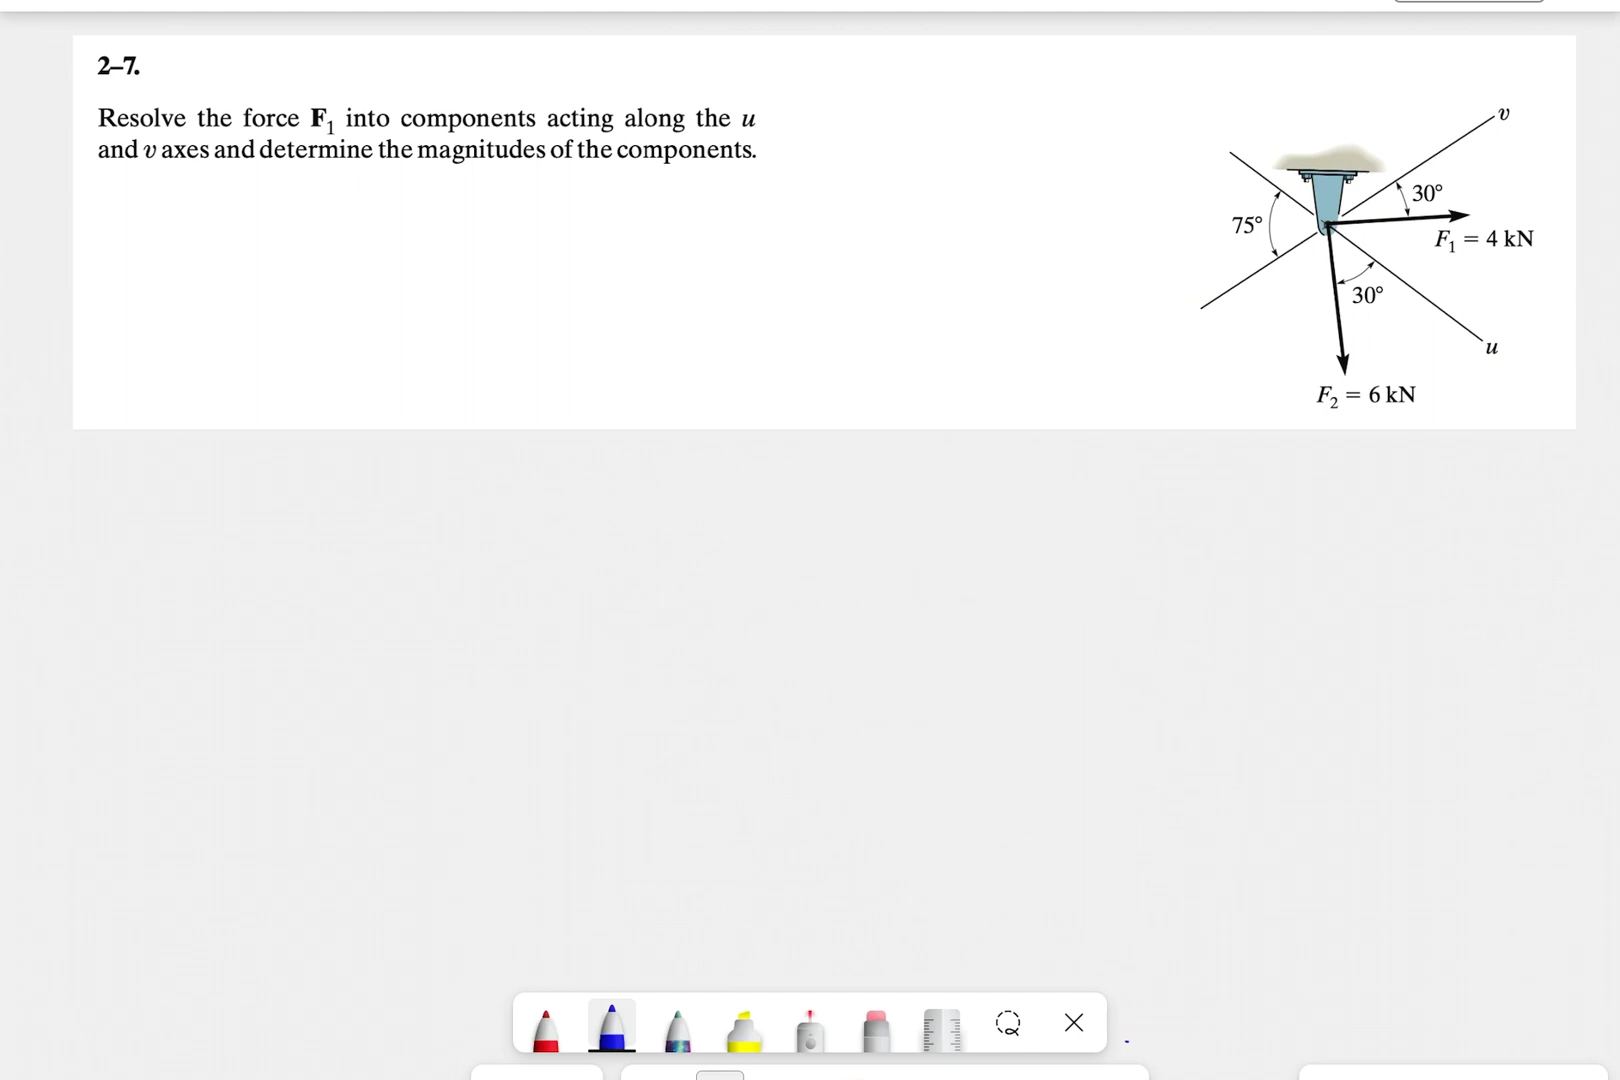 2–7.
Resolve the force F₁ into components acting along the u
and v axes and determine the magnitudes of the components.
v
30°
75°
F₁ = 4 kN
30°
u
F₂ = 6 kN